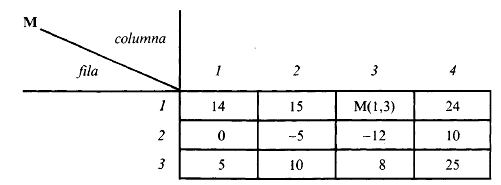 M
columna
fila
1 2 3 4
1 14 15 M(1,3) 24
2 0 –5 –12 10
3 5 10 8 25